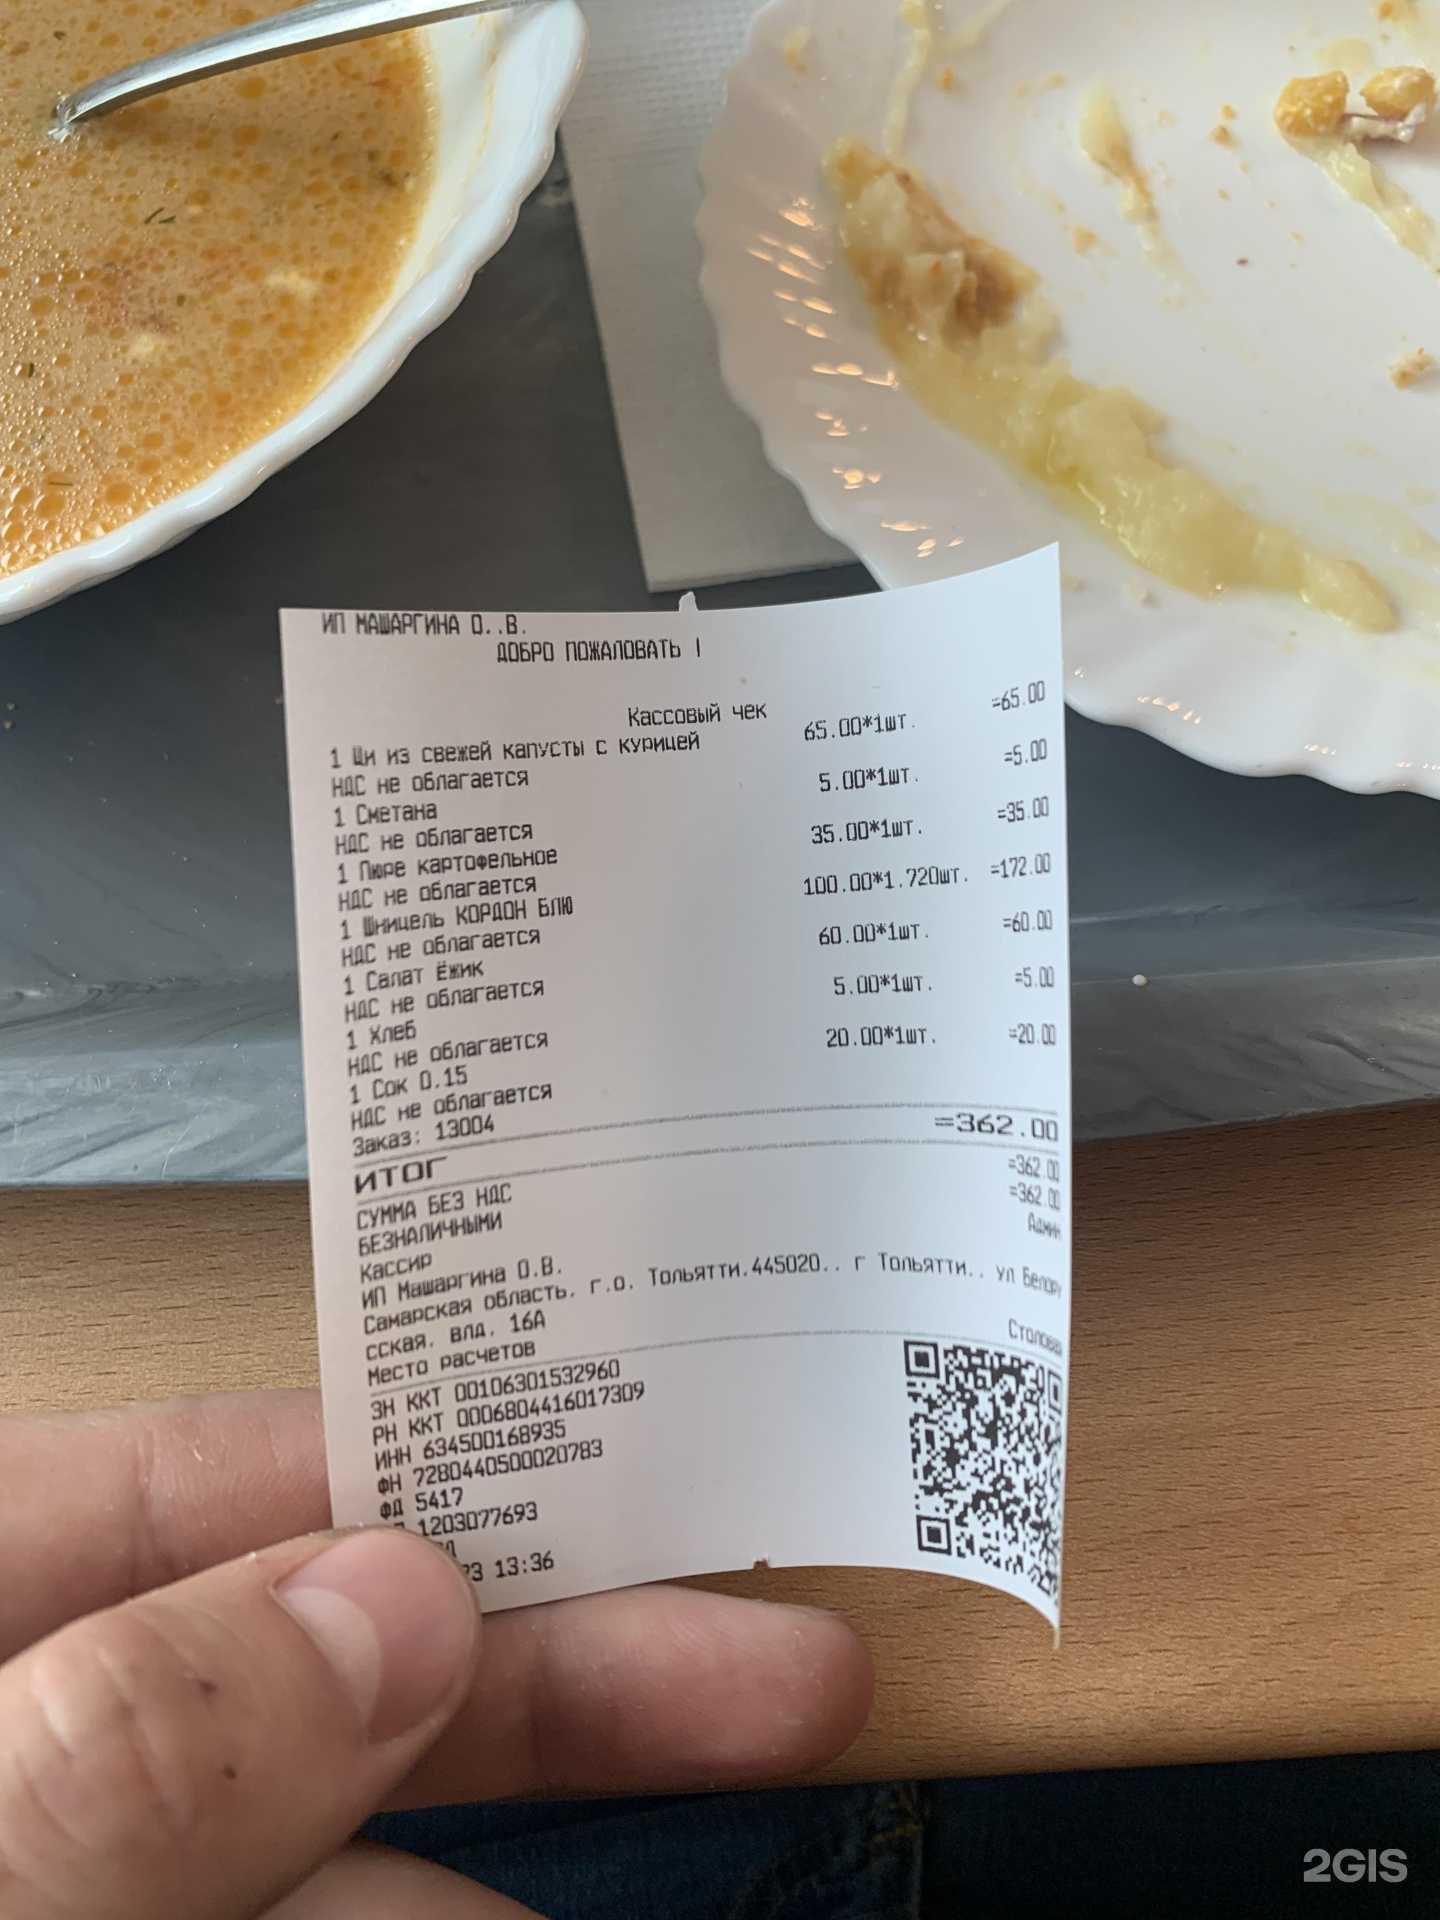 ИП МАШАРГИНА О..В.
ДОБРО ПОЖАЛОВАТЬ !
Кассовый чек
1 Щи из свежей капусты с курицей 65.00*1шт. =65.00
НДС не облагается
1 Сметана 5.00*1шт. =5.00
НДС не облагается
1 Пюре картофельное 35.00*1шт. =35.00
НДС не облагается
1 Шницель КОРДОН БЛЮ 100.00*1.720шт. =172.00
НДС не облагается
1 Салат Ёжик 60.00*1шт. =60.00
НДС не облагается
1 Хлеб 5.00*1шт. =5.00
НДС не облагается
1 Сок 0.15 20.00*1шт. =20.00
НДС не облагается
Заказ: 13004
ИТОГ =362.00
СУММА БЕЗ НДС =362.00
БЕЗНАЛИЧНЫМИ =362.00
Кассир Админ
ИП Машаргина О.В.
Самарская область, г.о. Тольятти,445020,, г Тольятти,, ул Белору
сская, влд. 16А
Место расчетов Столовая
ЗН ККТ 00106301532960
РН ККТ 0006804416017309
ИНН 634500168935
ФН 7280440500020783
ФД 5417
1203077693
23 13:36
2GIS